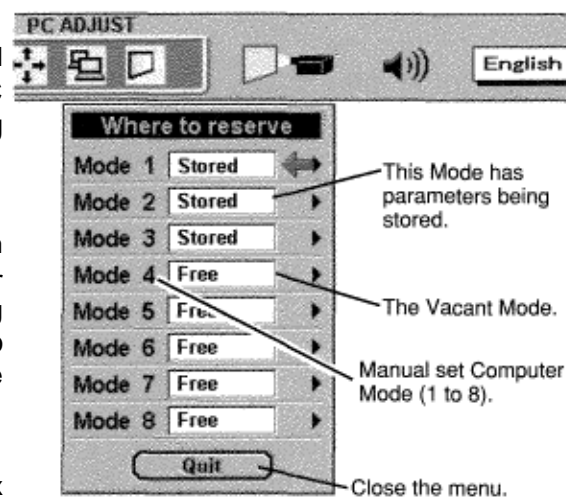 PC ADJUST
English
Where to reserve
Mode 1 Stored
Mode 2 Stored
Mode 3 Stored
Mode 4 Free
Mode 5 Free
Mode 6 Free
Mode 7 Free
Mode 8 Free
Quit
This Mode has
parameters being
stored.
The Vacant Mode.
Manual set Computer
Mode (1 to 8).
Close the menu.